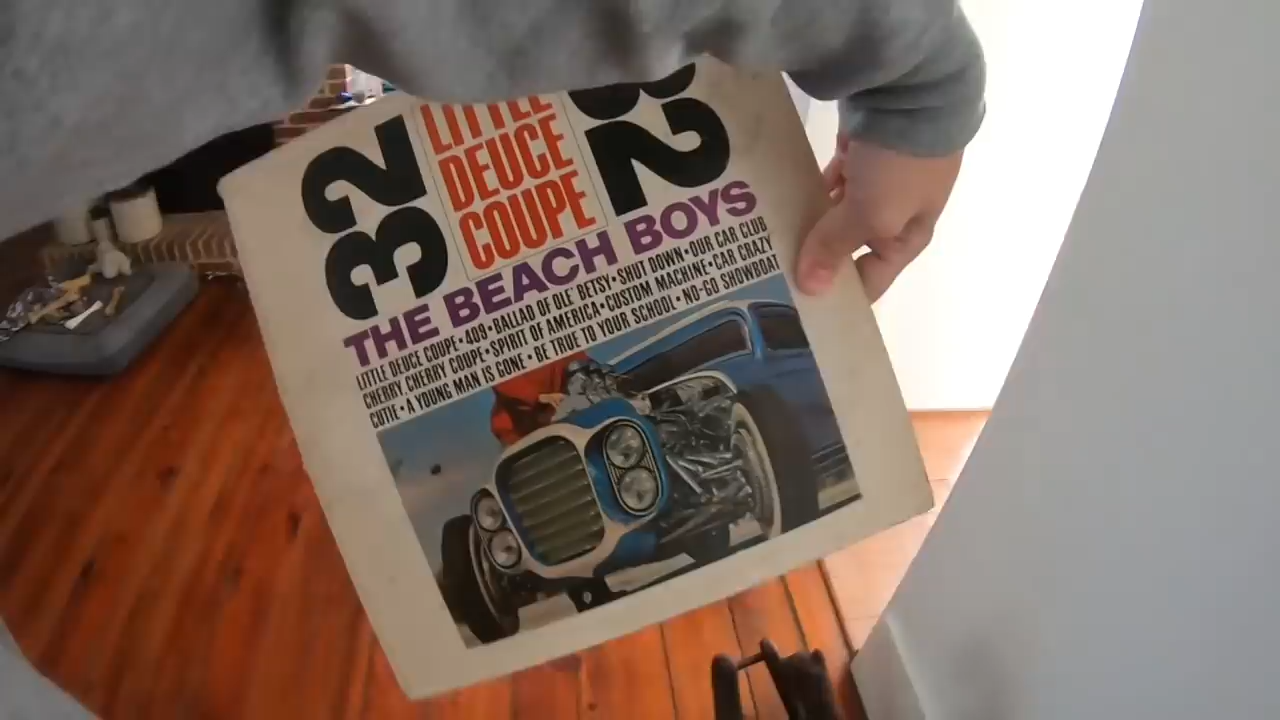 32
LITTLE
DEUCE
COUPE
32
THE BEACH BOYS
LITTLE DEUCE COUPE • 409 • BALLAD OF OLE' BETSY • SHUT DOWN • OUR CAR CLUB
CHERRY, CHERRY COUPE • SPIRIT OF AMERICA • CUSTOM MACHINE • CAR CRAZY
CUTIE • A YOUNG MAN IS GONE • BE TRUE TO YOUR SCHOOL • NO-GO SHOWBOAT